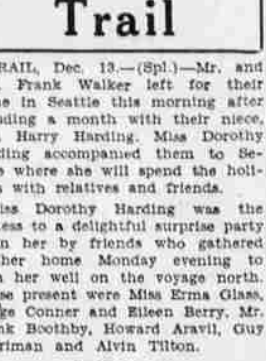 Trail
RAIL, Dec. 13.—(Spl.)—Mr. and
Frank Walker left for their
e in Seattle this morning after
ding a month with their niece,
Harry Harding. Miss Dorothy
ding accompanied them to Se-
e where she will spend the holi-
s with relatives and friends.
iss Dorothy Harding was the
ess to a delightful surprise party
n her by friends who gathered
her home Monday evening to
h her well on the voyage north.
se present were Miss Erma Glass,
ge Conner and Eileen Berry, Mr.
nk Boothby, Howard Aravil, Guy
rriman and Alvin Tilton.